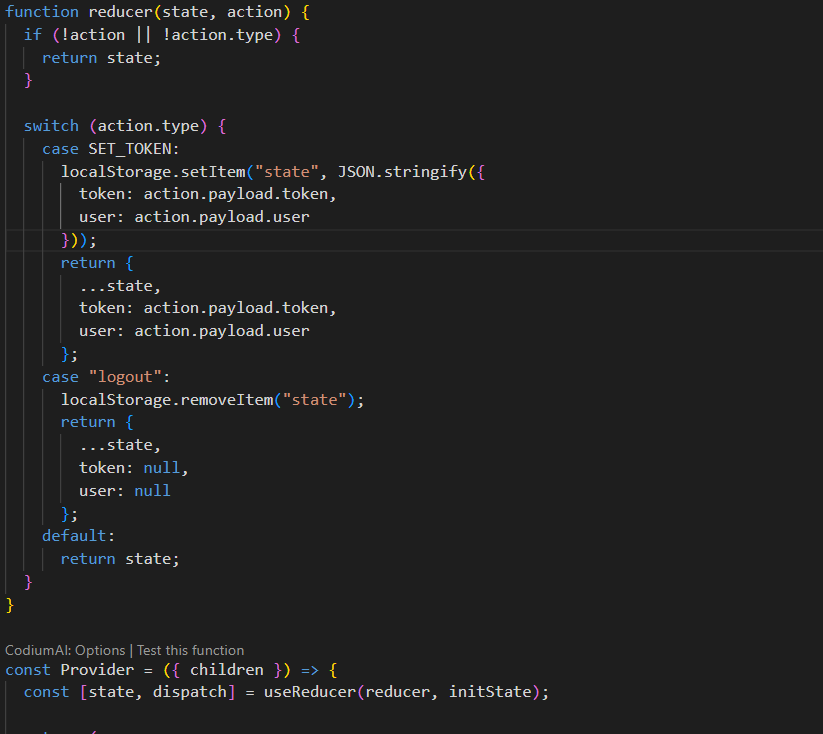 function reducer(state, action) {
  if (!action || !action.type) {
    return state;
  }

  switch (action.type) {
    case SET_TOKEN:
      localStorage.setItem("state", JSON.stringify({
        token: action.payload.token,
        user: action.payload.user
      }));
      return {
        ...state,
        token: action.payload.token,
        user: action.payload.user
      };
    case "logout":
      localStorage.removeItem("state");
      return {
        ...state,
        token: null,
        user: null
      };
    default:
      return state;
  }
}

CodiumAI: Options | Test this function
const Provider = ({ children }) => {
  const [state, dispatch] = useReducer(reducer, initState);